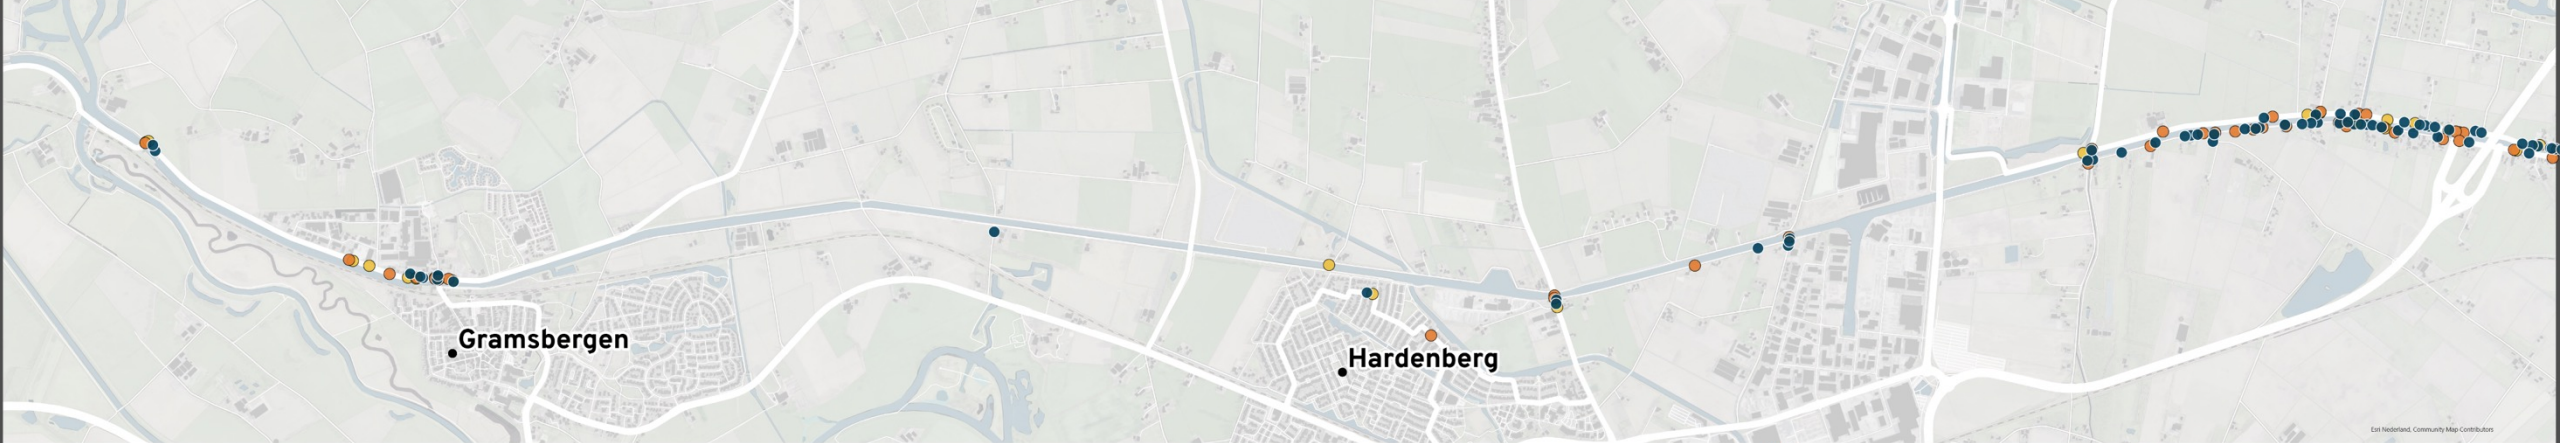 Gramsbergen
Hardenberg
Esri Nederland, Community Map Contributors